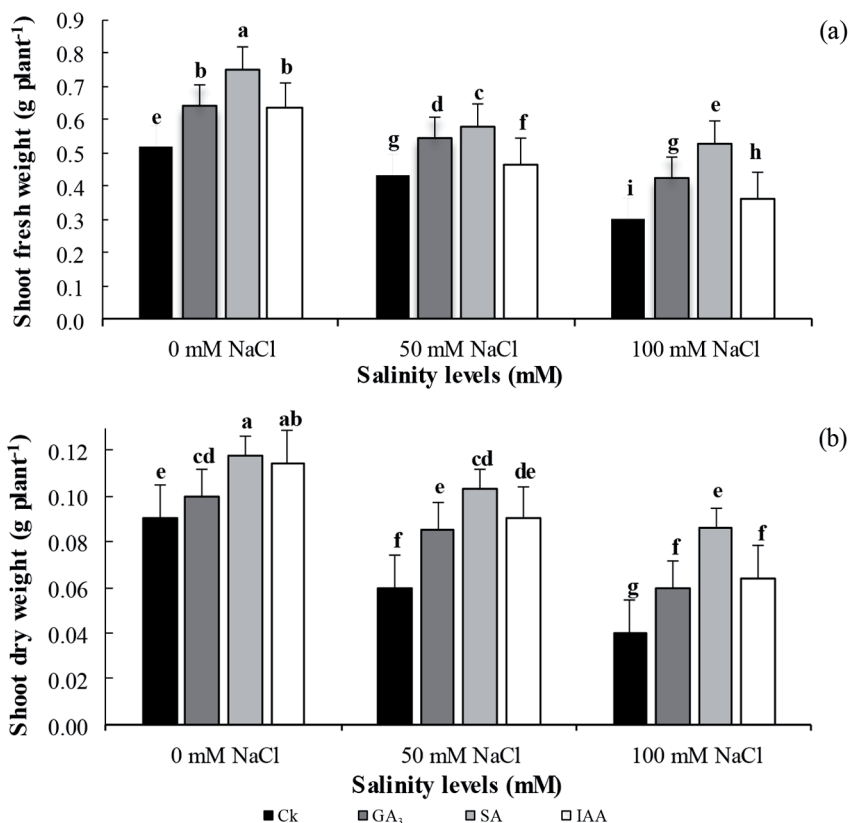 (a)
Shoot fresh weight (g plant-1)
0.9
0.8
0.7
0.6
0.5
0.4
0.3
0.2
0.1
0.0
e b a b
g d c f
i g e h
0 mM NaCl 50 mM NaCl 100 mM NaCl
Salinity levels (mM)
(b)
Shoot dry weight (g plant-1)
0.12
0.10
0.08
0.06
0.04
0.02
0.00
e cd a ab
f e cd de
g f e f
0 mM NaCl 50 mM NaCl 100 mM NaCl
Salinity levels (mM)
Ck GA₃ SA IAA